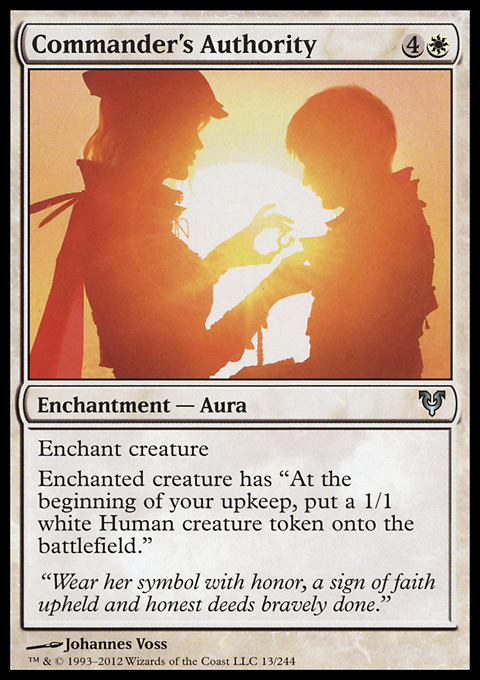 Commander's Authority 4
Enchantment — Aura
Enchant creature
Enchanted creature has “At the
beginning of your upkeep, put a 1/1
white Human creature token onto the
battlefield.”
“Wear her symbol with honor, a sign of faith
upheld and honest deeds bravely done.”
Johannes Voss
™ & © 1993–2012 Wizards of the Coast LLC 13/244